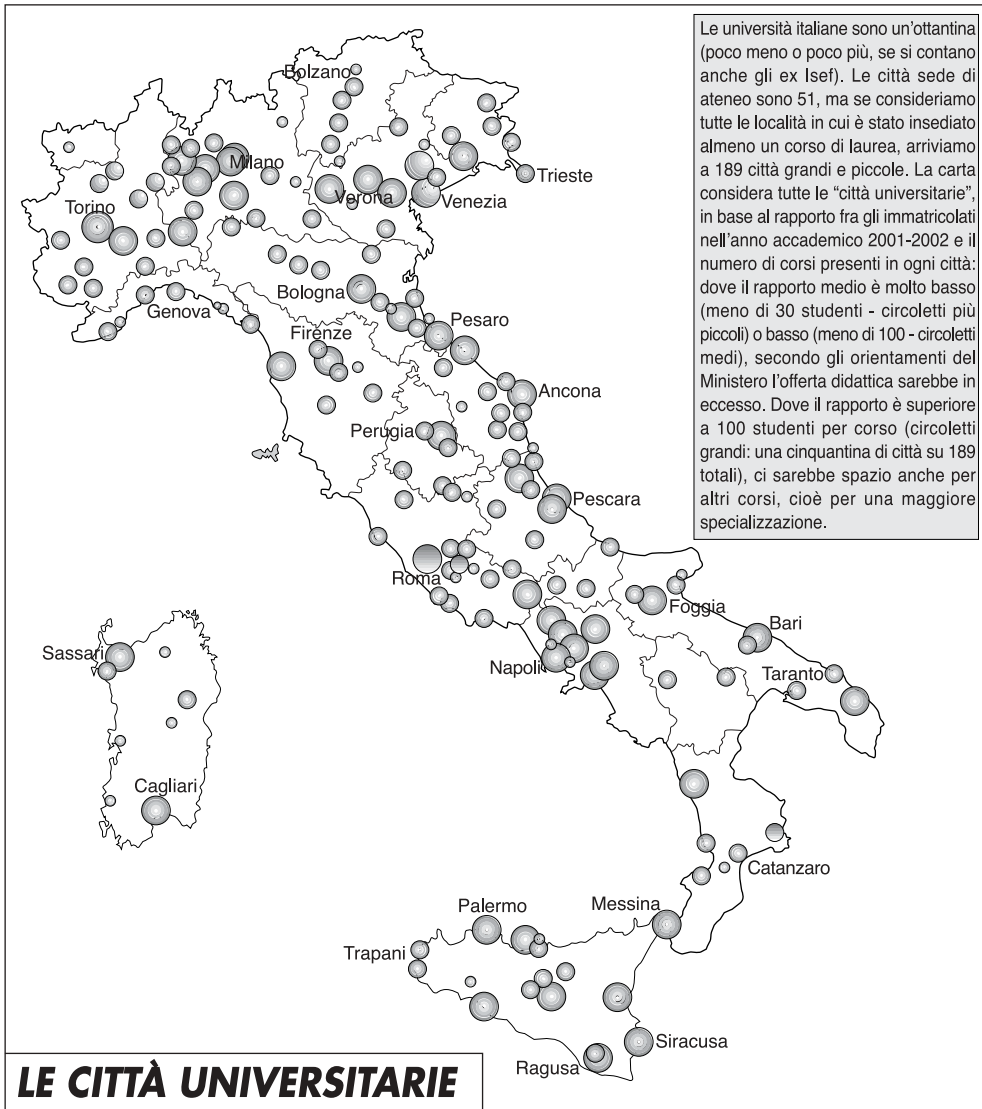 Le università italiane sono un'ottantina
(poco meno o poco più, se si contano
anche gli ex Isef). Le città sede di
ateneo sono 51, ma se consideriamo
tutte le località in cui è stato insediato
almeno un corso di laurea, arriviamo
a 189 città grandi e piccole. La carta
considera tutte le “città universitarie”,
in base al rapporto fra gli immatricolati
nell'anno accademico 2001-2002 e il
numero di corsi presenti in ogni città:
dove il rapporto medio è molto basso
(meno di 30 studenti - circoletti più
piccoli) o basso (meno di 100 - circoletti
medi), secondo gli orientamenti del
Ministero l'offerta didattica sarebbe in
eccesso. Dove il rapporto è superiore
a 100 studenti per corso (circoletti
grandi: una cinquantina di città su 189
totali), ci sarebbe spazio anche per
altri corsi, cioè per una maggiore
specializzazione.
Bolzano
Milano
Trieste
Verona
Venezia
Torino
Bologna
Genova
Pesaro
Firenze
Ancona
Perugia
Pescara
Roma
Foggia
Bari
Sassari
Napoli
Taranto
Cagliari
Catanzaro
Palermo
Messina
Trapani
Siracusa
Ragusa
LE CITTÀ UNIVERSITARIE